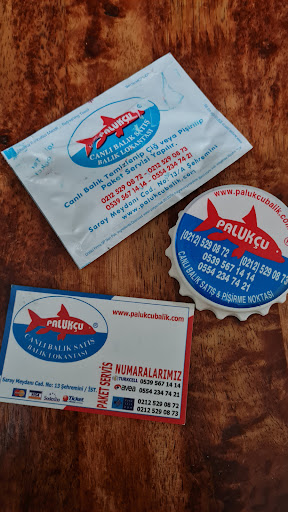 PALUKÇU
CANLI BALIK SATIŞ
BALIK LOKANTASI
Canlı Balık Temizlenip Çiğ veya Pişirilip
Paket Servisi Yapılır.
0212 529 08 72 - 0212 529 08 73
0539 567 14 14 - 0554 234 74 21
Saray Meydanı Cad. No: 13/A Şehremini
www.palukcubalik.com
www.palukcubalik.com
PALUKÇU
(0212) 529 08 72
(0212) 529 08 73
0539 567 14 14
0554 234 74 21
CANLI BALIK SATIŞ & PİŞİRME NOKTASI
www.palukcubalik.com
PALUKÇU
CANLI BALIK SATIŞ
BALIK LOKANTASI
Saray Meydanı Cad. No: 13 Şehremini / İST.
PAKET SERVİS
NUMARALARIMIZ
TURKCELL 0539 567 14 14
avea 0554 234 74 21
0212 529 08 72
0212 529 08 73
VISA
Sodexho
Ticket